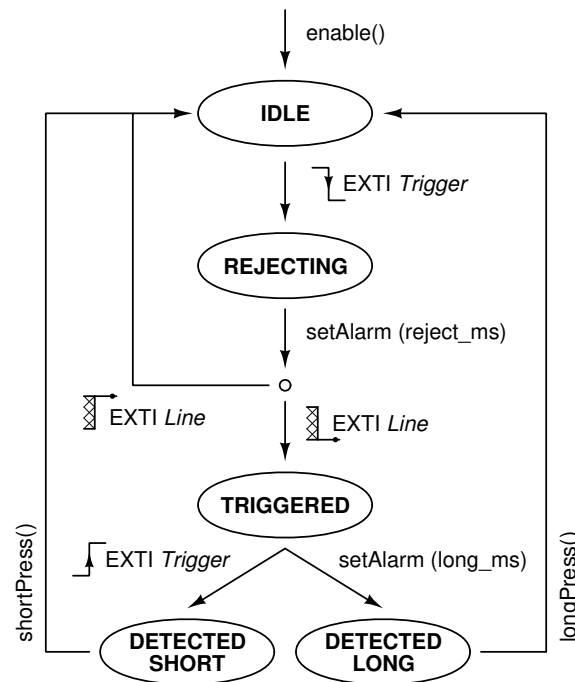 enable()
IDLE
EXTI Trigger
REJECTING
setAlarm (reject_ms)
EXTI Line
EXTI Line
TRIGGERED
EXTI Trigger
setAlarm (long_ms)
shortPress()
longPress()
DETECTED
SHORT
DETECTED
LONG